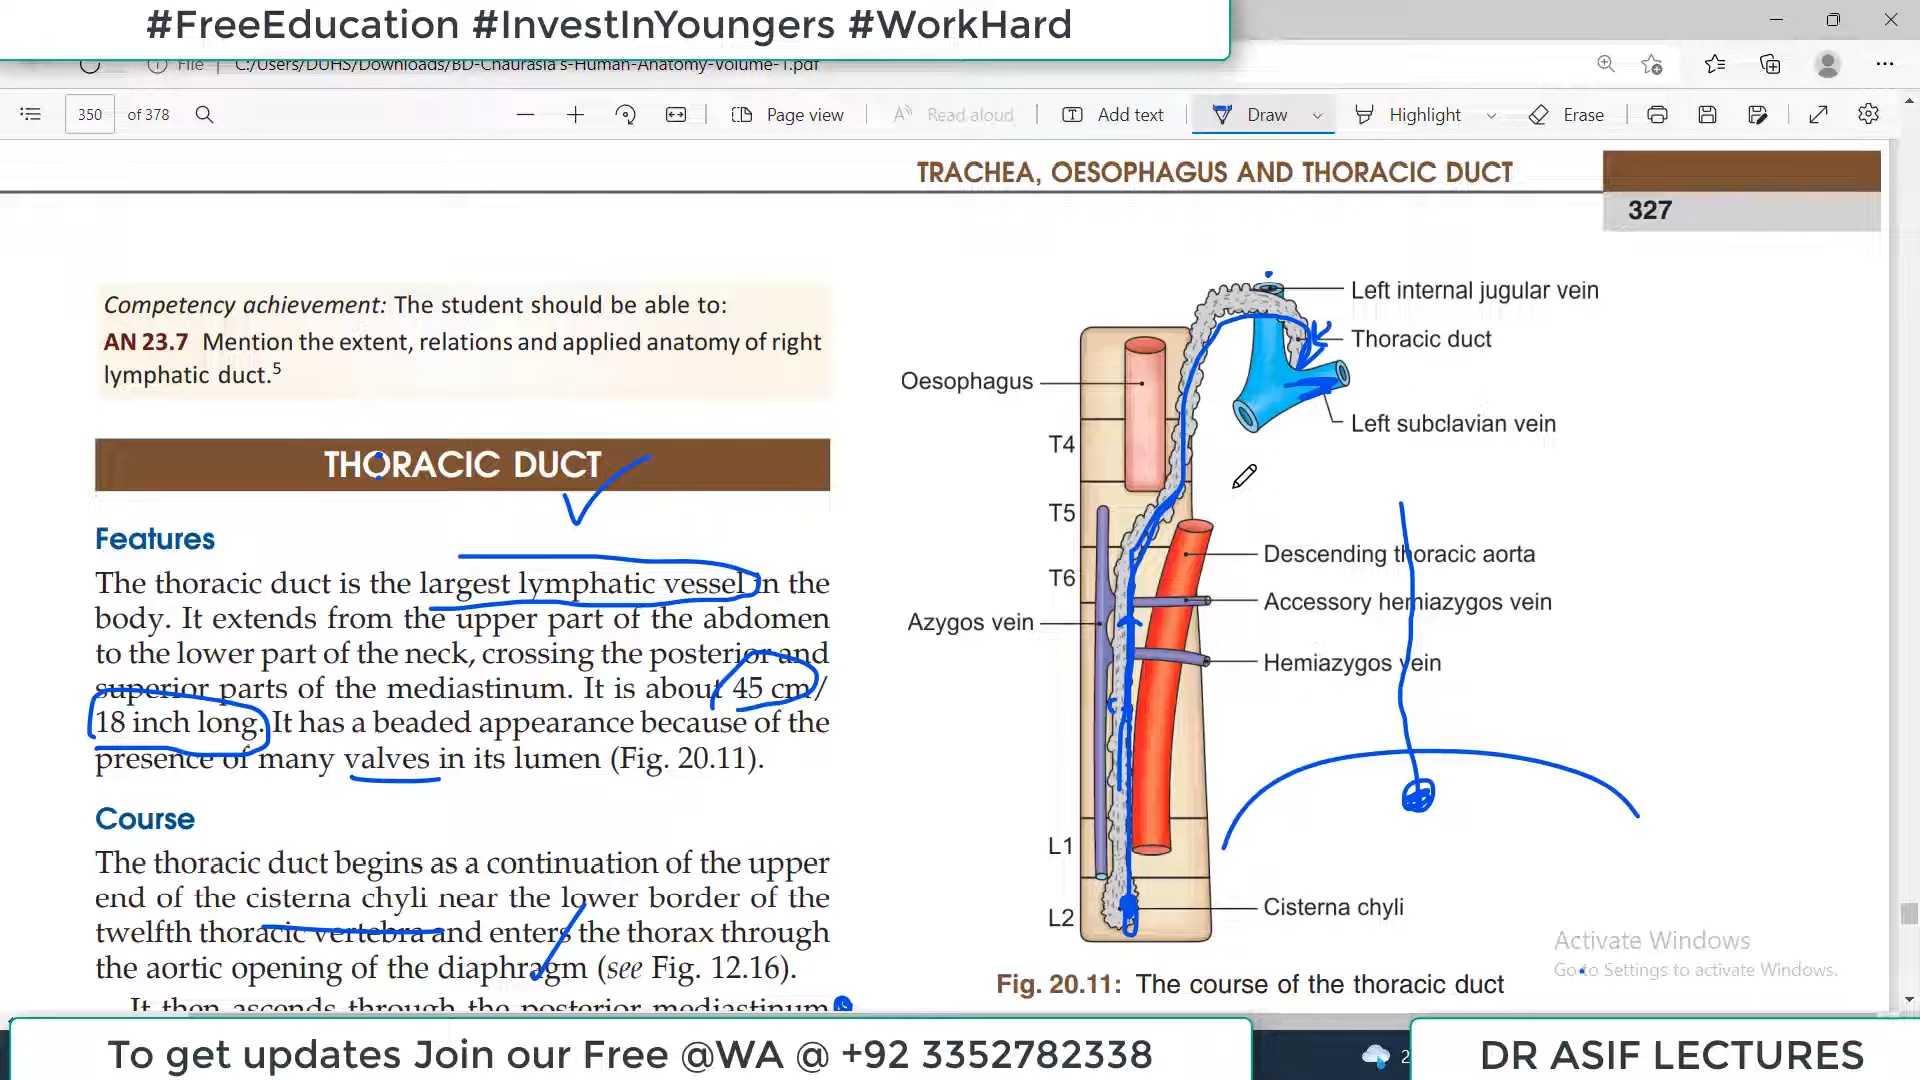 #FreeEducation #InvestInYoungers #WorkHard
File | C:/Users/DUHS/Downloads/BD-Chaurasia's-Human-Anatomy-Volume-1.pdf
350 of 378
Page view
Read aloud
Add text
Draw
Highlight
Erase
TRACHEA, OESOPHAGUS AND THORACIC DUCT
327
Competency achievement: The student should be able to:
AN 23.7 Mention the extent, relations and applied anatomy of right
lymphatic duct.5
THORACIC DUCT
Features
The thoracic duct is the largest lymphatic vessel in the
body. It extends from the upper part of the abdomen
to the lower part of the neck, crossing the posterior and
superior parts of the mediastinum. It is about 45 cm/
18 inch long. It has a beaded appearance because of the
presence of many valves in its lumen (Fig. 20.11).
Course
The thoracic duct begins as a continuation of the upper
end of the cisterna chyli near the lower border of the
twelfth thoracic vertebra and enters the thorax through
the aortic opening of the diaphragm (see Fig. 12.16).
It then ascends through the posterior mediastinum
Left internal jugular vein
Thoracic duct
Oesophagus
Left subclavian vein
T4
T5
Descending thoracic aorta
T6
Accessory hemiazygos vein
Azygos vein
Hemiazygos vein
L1
Cisterna chyli
L2
Fig. 20.11: The course of the thoracic duct
Activate Windows
Go to Settings to activate Windows.
To get updates Join our Free @WA @ +92 3352782338
2
DR ASIF LECTURES